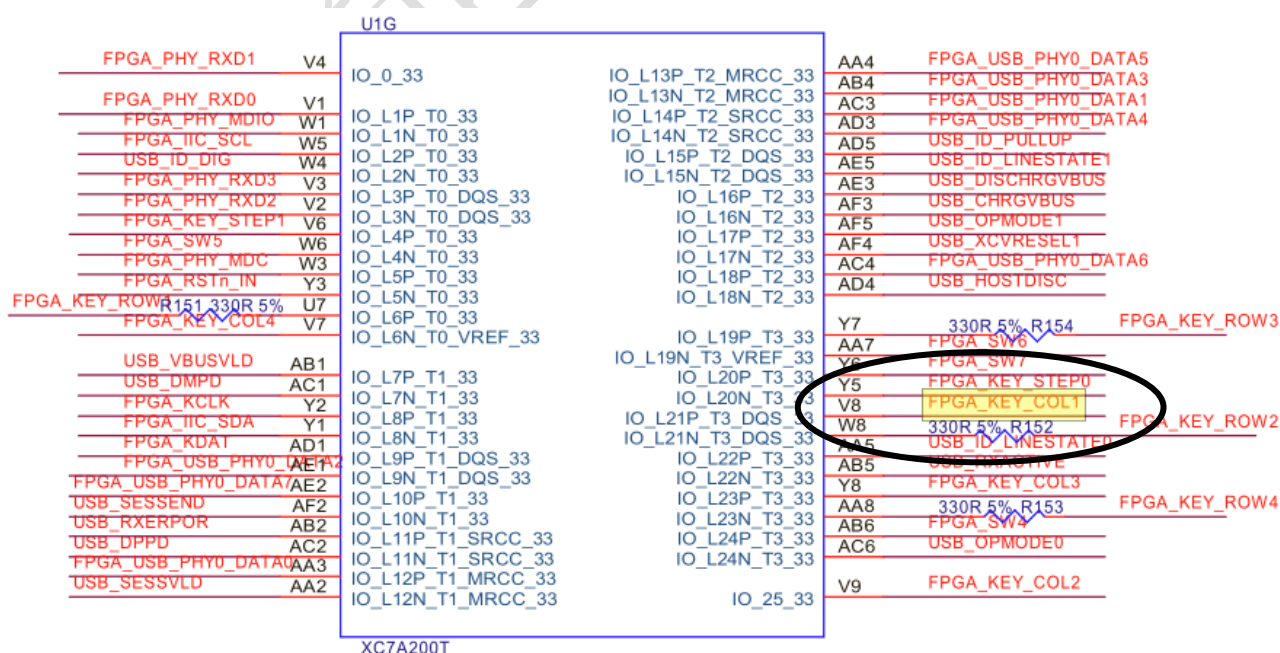 U1G
FPGA_PHY_RXD1 V4 IO_0_33
FPGA_PHY_RXD0 V1 IO_L1P_T0_33
FPGA_PHY_MDIO W1 IO_L1N_T0_33
FPGA_IIC_SCL W5 IO_L2P_T0_33
USB_ID_DIG W4 IO_L2N_T0_33
FPGA_PHY_RXD3 V3 IO_L3P_T0_DQS_33
FPGA_PHY_RXD2 V2 IO_L3N_T0_DQS_33
FPGA_KEY_STEP1 V6 IO_L4P_T0_33
FPGA_SW5 W6 IO_L4N_T0_33
FPGA_PHY_MDC W3 IO_L5P_T0_33
FPGA_RSTn_IN Y3 IO_L5N_T0_33
FPGA_KEY_ROW1 R151 330R 5% U7 IO_L6P_T0_33
FPGA_KEY_COL4 V7 IO_L6N_T0_VREF_33
USB_VBUSVLD AB1 IO_L7P_T1_33
USB_DMPD AC1 IO_L7N_T1_33
FPGA_KCLK Y2 IO_L8P_T1_33
FPGA_IIC_SDA Y1 IO_L8N_T1_33
FPGA_KDAT AD1 IO_L9P_T1_DQS_33
FPGA_USB_PHY0_DATA2 AE1 IO_L9N_T1_DQS_33
FPGA_USB_PHY0_DATA7 AE2 IO_L10P_T1_33
USB_SESSEND AF2 IO_L10N_T1_33
USB_RXERPOR AB2 IO_L11P_T1_SRCC_33
USB_DPPD AC2 IO_L11N_T1_SRCC_33
FPGA_USB_PHY0_DATA0 AA3 IO_L12P_T1_MRCC_33
USB_SESSVLD AA2 IO_L12N_T1_MRCC_33
IO_L13P_T2_MRCC_33 AA4 FPGA_USB_PHY0_DATA5
IO_L13N_T2_MRCC_33 AB4 FPGA_USB_PHY0_DATA3
IO_L14P_T2_SRCC_33 AC3 FPGA_USB_PHY0_DATA1
IO_L14N_T2_SRCC_33 AD3 FPGA_USB_PHY0_DATA4
IO_L15P_T2_DQS_33 AD5 USB_ID_PULLUP
IO_L15N_T2_DQS_33 AE5 USB_ID_LINESTATE1
IO_L16P_T2_33 AE3 USB_DISCHRGVBUS
IO_L16N_T2_33 AF3 USB_CHRGVBUS
IO_L17P_T2_33 AF5 USB_OPMODE1
IO_L17N_T2_33 AF4 USB_XCVRESEL1
IO_L18P_T2_33 AC4 FPGA_USB_PHY0_DATA6
IO_L18N_T2_33 AD4 USB_HOSTDISC
IO_L19P_T3_33 Y7 330R 5% R154 FPGA_KEY_ROW3
IO_L19N_T3_VREF_33 AA7 FPGA_SW6
IO_L20P_T3_33 Y6 FPGA_SW7
IO_L20N_T3_33 Y5 FPGA_KEY_STEP0
IO_L21P_T3_DQS_33 V8 FPGA_KEY_COL1
IO_L21N_T3_DQS_33 W8 330R 5% R152 FPGA_KEY_ROW2
IO_L22P_T3_33 AA5 USB_ID_LINESTATE0
IO_L22N_T3_33 AB5 USB_RXACTIVE
IO_L23P_T3_33 Y8 FPGA_KEY_COL3
IO_L23N_T3_33 AA8 330R 5% R153 FPGA_KEY_ROW4
IO_L24P_T3_33 AB6 FPGA_SW4
IO_L24N_T3_33 AC6 USB_OPMODE0
IO_25_33 V9 FPGA_KEY_COL2
XC7A200T